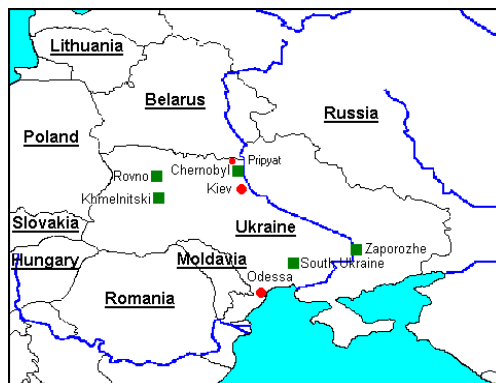 Lithuania
Belarus
Russia
Poland
Pripyat
Chernobyl
Rovno
Kiev
Khmelnitski
Slovakia
Ukraine
Hungary
Moldavia
Zaporozhe
South Ukraine
Odessa
Romania